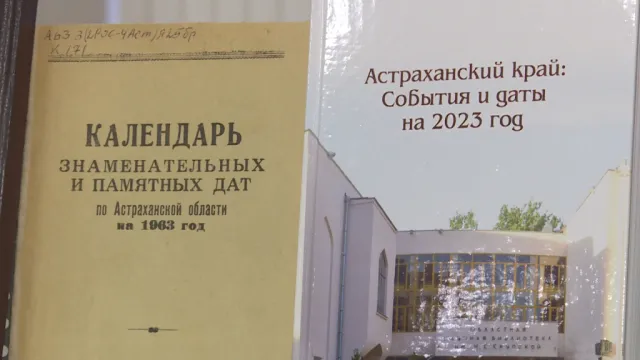 КАЛЕНДАРЬ
ЗНАМЕНАТЕЛЬНЫХ
И ПАМЯТНЫХ ДАТ
по Астраханской области
на 1963 год
Астраханский край:
События и даты
на 2023 год